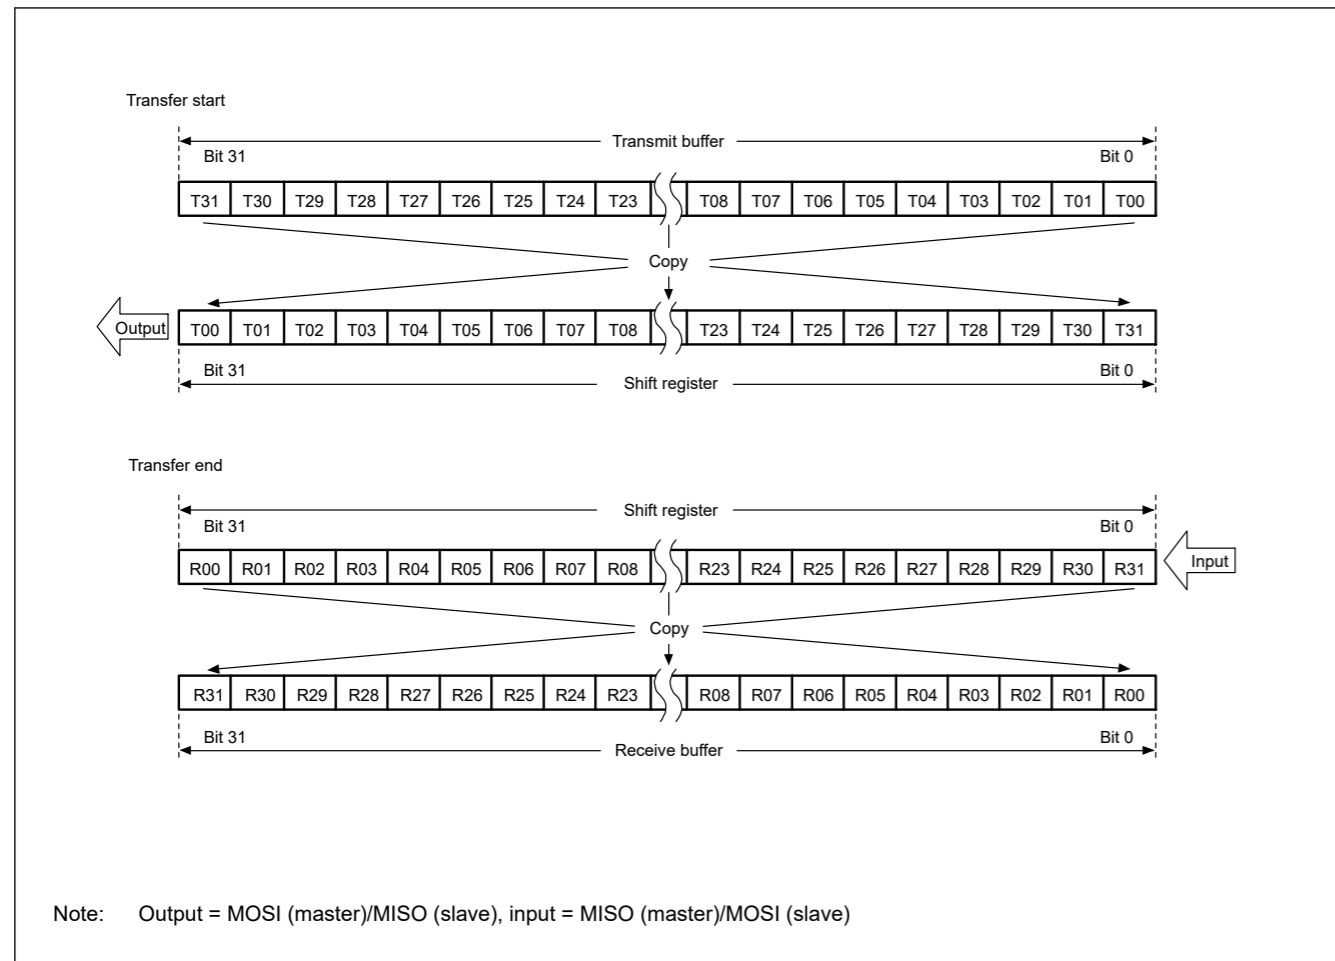 Transfer start
Transmit buffer
Bit 31 Bit 0
T31 T30 T29 T28 T27 T26 T25 T24 T23 T08 T07 T06 T05 T04 T03 T02 T01 T00
Copy
Output T00 T01 T02 T03 T04 T05 T06 T07 T08 T23 T24 T25 T26 T27 T28 T29 T30 T31
Bit 31 Bit 0
Shift register
Transfer end
Shift register
Bit 31 Bit 0
R00 R01 R02 R03 R04 R05 R06 R07 R08 R23 R24 R25 R26 R27 R28 R29 R30 R31 Input
Copy
R31 R30 R29 R28 R27 R26 R25 R24 R23 R08 R07 R06 R05 R04 R03 R02 R01 R00
Bit 31 Bit 0
Receive buffer
Note: Output = MOSI (master)/MISO (slave), input = MISO (master)/MOSI (slave)